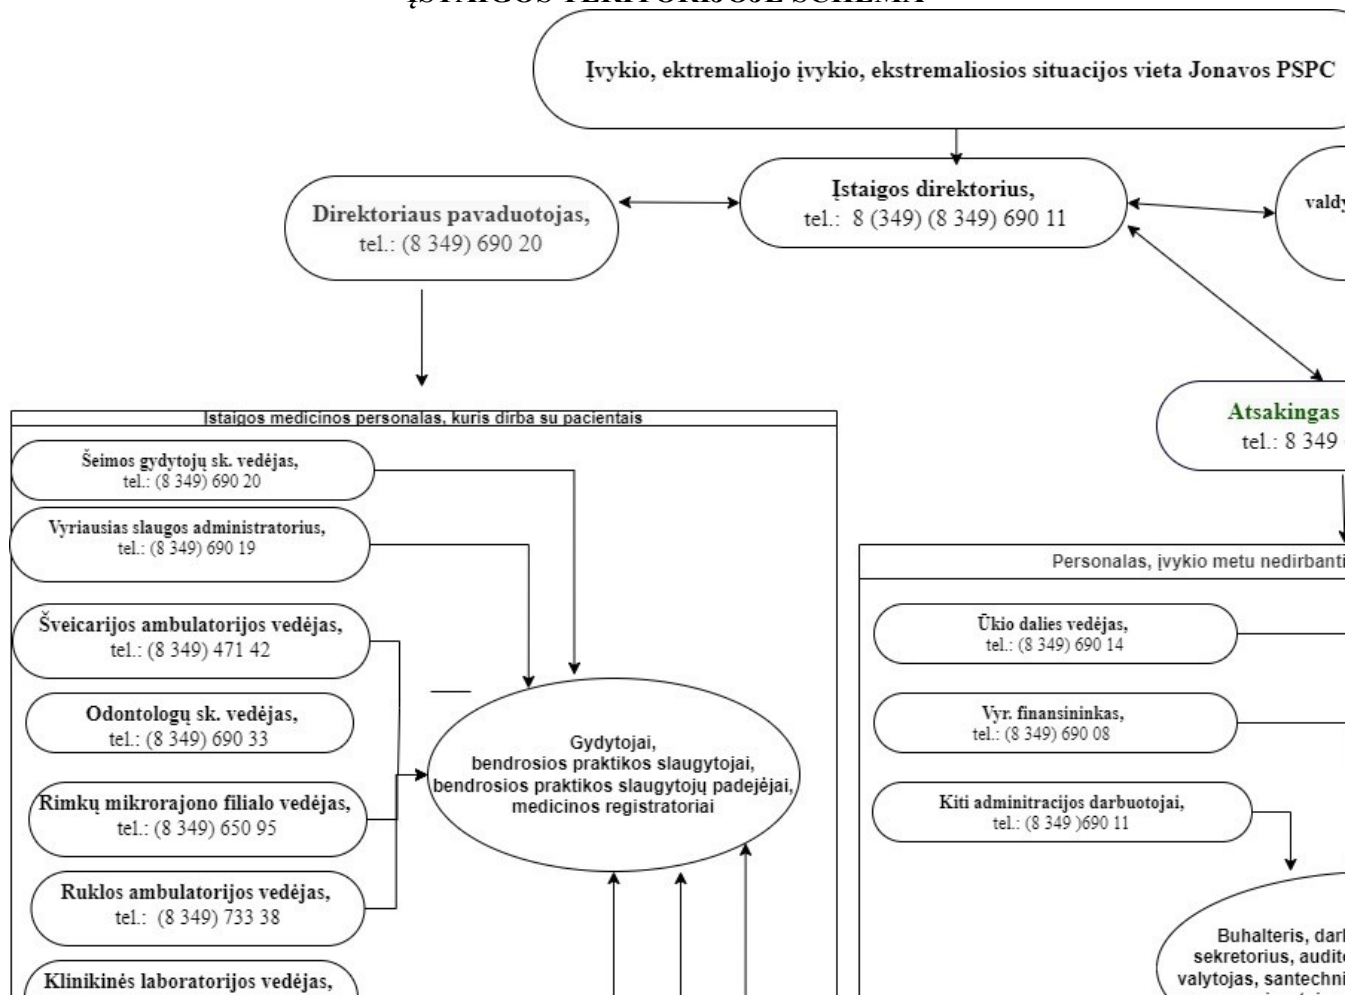 ĮSTAIGOS TERITORIJOJE SCHEMA
Įvykio, ektremaliojo įvykio, ekstremaliosios situacijos vieta Jonavos PSPC
Įstaigos direktorius,
tel.: 8 (349) (8 349) 690 11
Direktoriaus pavaduotojas,
tel.: (8 349) 690 20
Atsakingas
tel.: 8 349
Įstaigos medicinos personalas, kuris dirba su pacientais
Šeimos gydytojų sk. vedėjas,
tel.: (8 349) 690 20
Vyriausias slaugos administratorius,
tel.: (8 349) 690 19
Šveicarijos ambulatorijos vedėjas,
tel.: (8 349) 471 42
Odontologų sk. vedėjas,
tel.: (8 349) 690 33
Rimkų mikrorajono filialo vedėjas,
tel.: (8 349) 650 95
Ruklos ambulatorijos vedėjas,
tel.: (8 349) 733 38
Klinikinės laboratorijos vedėjas,
Gydytojai,
bendrosios praktikos slaugytojai,
bendrosios praktikos slaugytojų padejėjai,
medicinos registratoriai
Personalas, įvykio metu nedirbanti
Ūkio dalies vedėjas,
tel.: (8 349) 690 14
Vyr. finansininkas,
tel.: (8 349) 690 08
Kiti adminitracijos darbuotojai,
tel.: (8 349 )690 11
Buhalteris,
sekretorius,
valytojas,